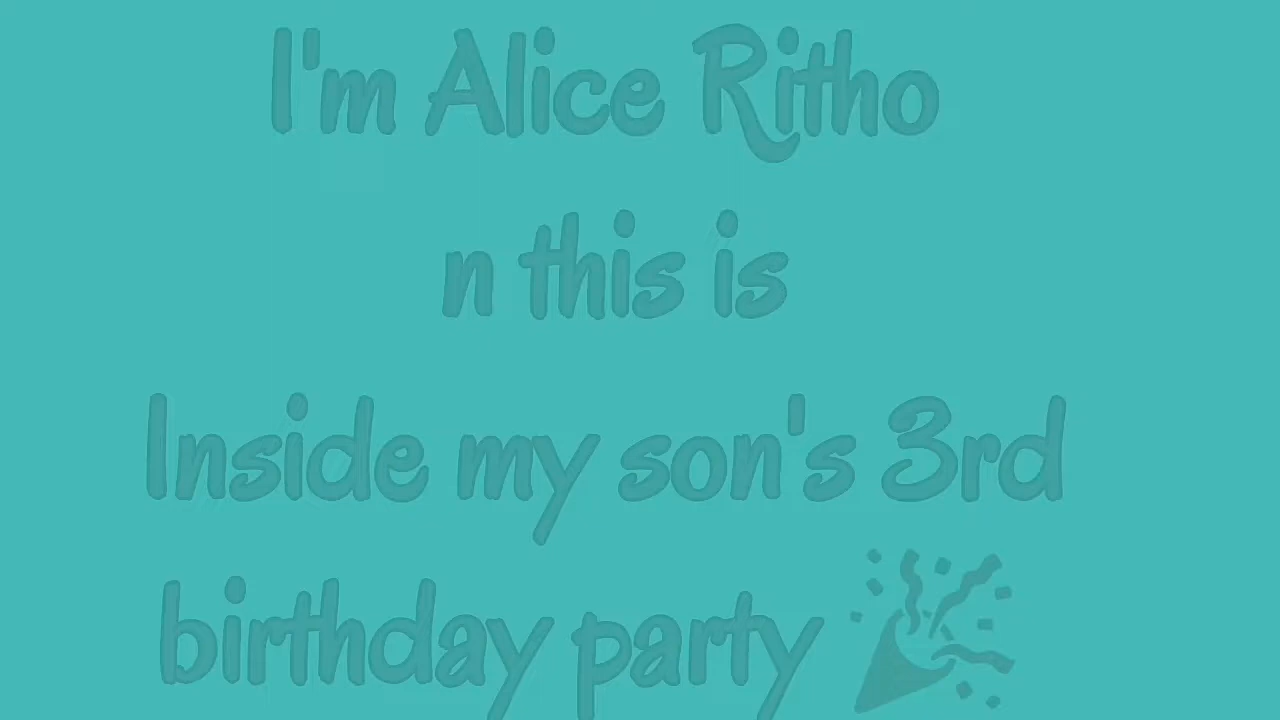 I'm Alice Ritho
n this is
Inside my son's 3rd
birthday party 🎉